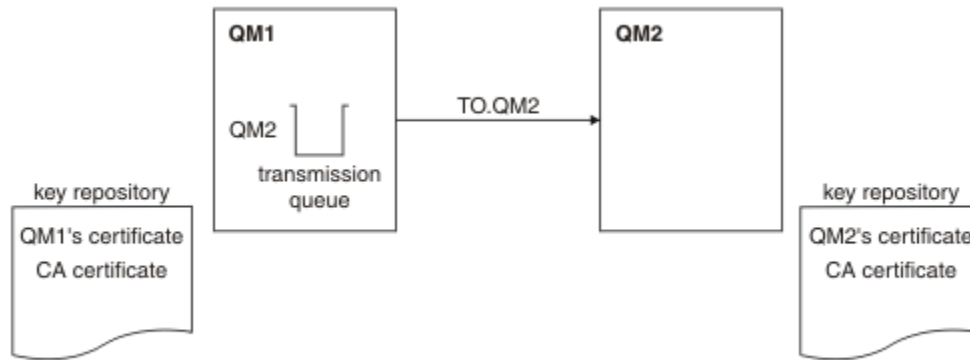 QM1
QM2
TO.QM2
QM2
transmission
queue
key repository
QM1's certificate
CA certificate
key repository
QM2's certificate
CA certificate